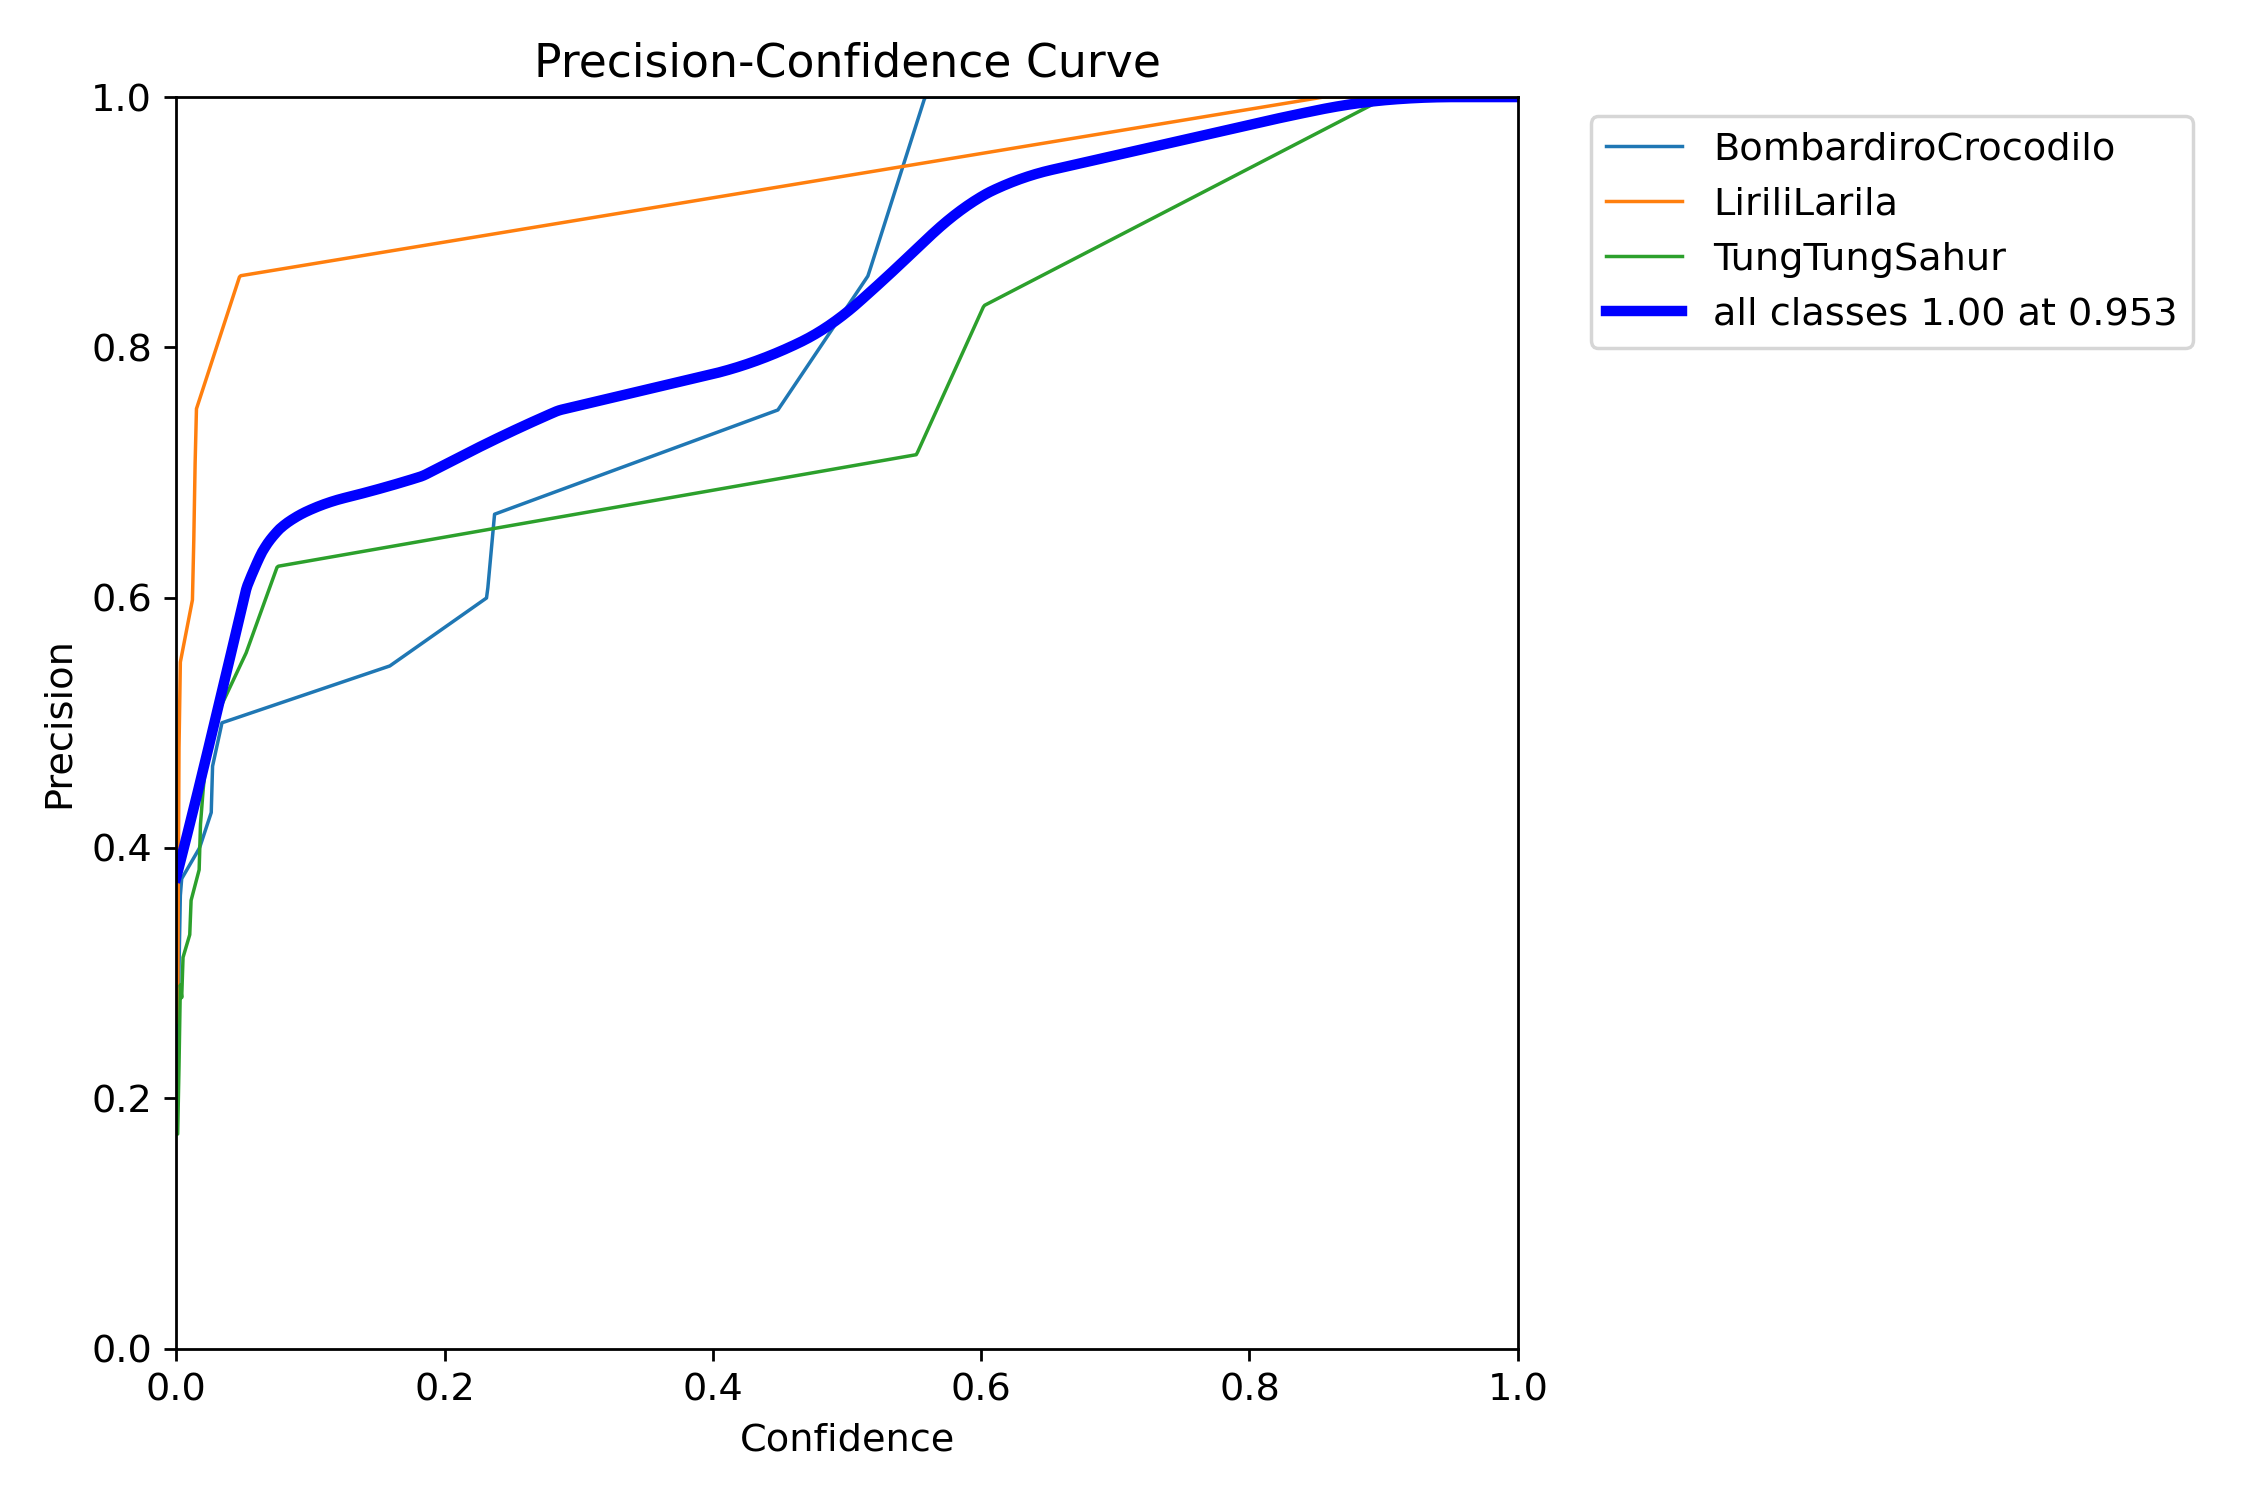 Precision-Confidence Curve
1.0
0.8
0.6
0.4
0.2
0.0
Precision
0.0 0.2 0.4 0.6 0.8 1.0
Confidence
BombardiroCrocodilo
LiriliLarila
TungTungSahur
all classes 1.00 at 0.953